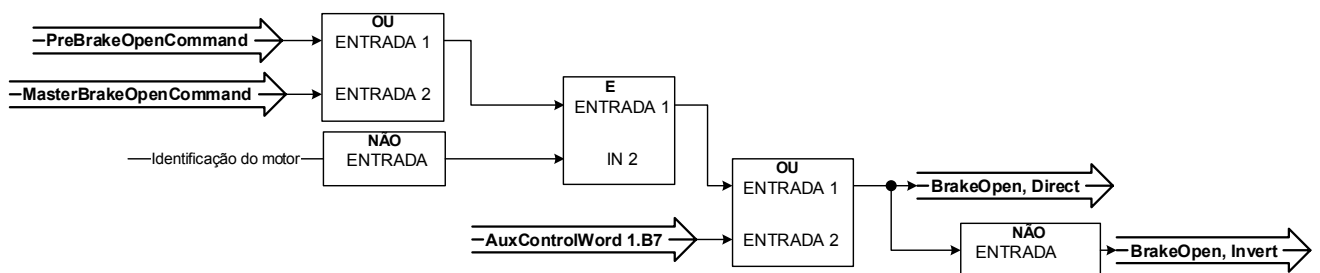 OU
PreBrakeOpenCommand
ENTRADA 1
MasterBrakeOpenCommand
ENTRADA 2
E
ENTRADA 1
IN 2
NÃO
Identificação do motor
ENTRADA
OU
ENTRADA 1
ENTRADA 2
AuxControlWord 1.B7
BrakeOpen, Direct
NÃO
ENTRADA
BrakeOpen, Invert